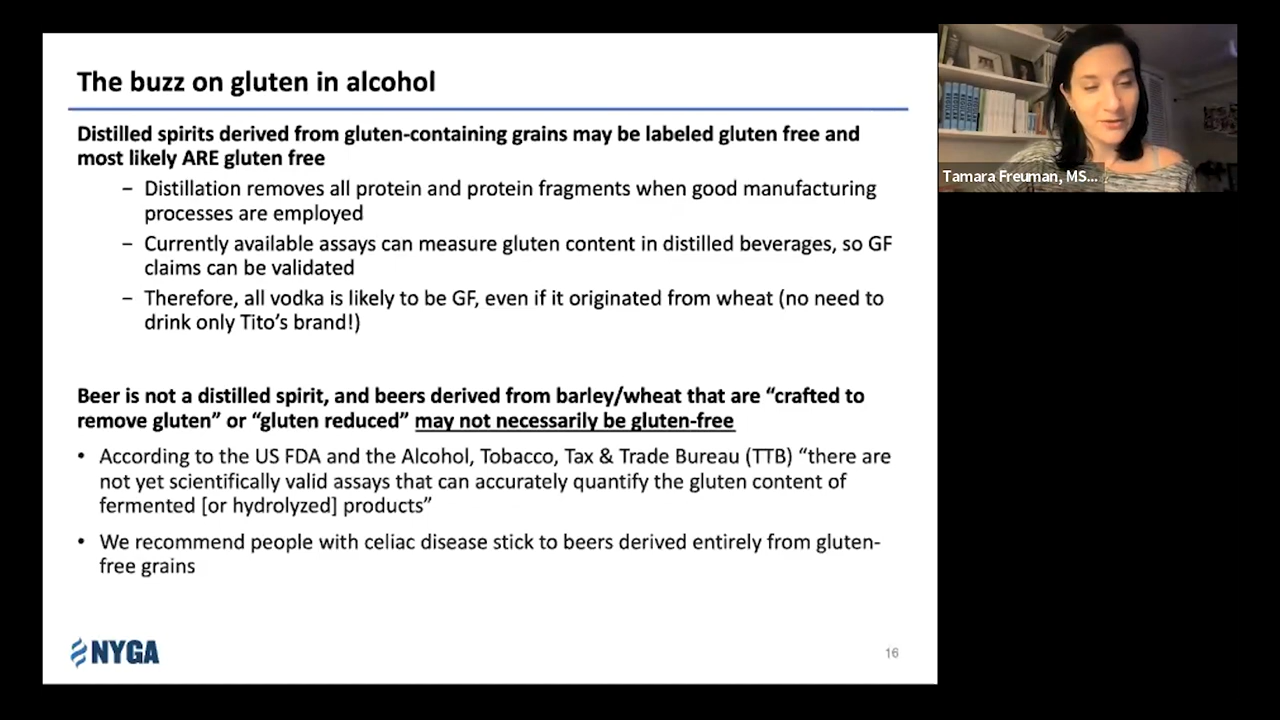 The buzz on gluten in alcohol
Distilled spirits derived from gluten-containing grains may be labeled gluten free and
most likely ARE gluten free
– Distillation removes all protein and protein fragments when good manufacturing
processes are employed
– Currently available assays can measure gluten content in distilled beverages, so GF
claims can be validated
– Therefore, all vodka is likely to be GF, even if it originated from wheat (no need to
drink only Tito’s brand!)
Beer is not a distilled spirit, and beers derived from barley/wheat that are “crafted to
remove gluten” or “gluten reduced” may not necessarily be gluten-free
• According to the US FDA and the Alcohol, Tobacco, Tax & Trade Bureau (TTB) “there are
not yet scientifically valid assays that can accurately quantify the gluten content of
fermented [or hydrolyzed] products”
• We recommend people with celiac disease stick to beers derived entirely from gluten-
free grains
NYGA
16
Tamara Freuman, MS...